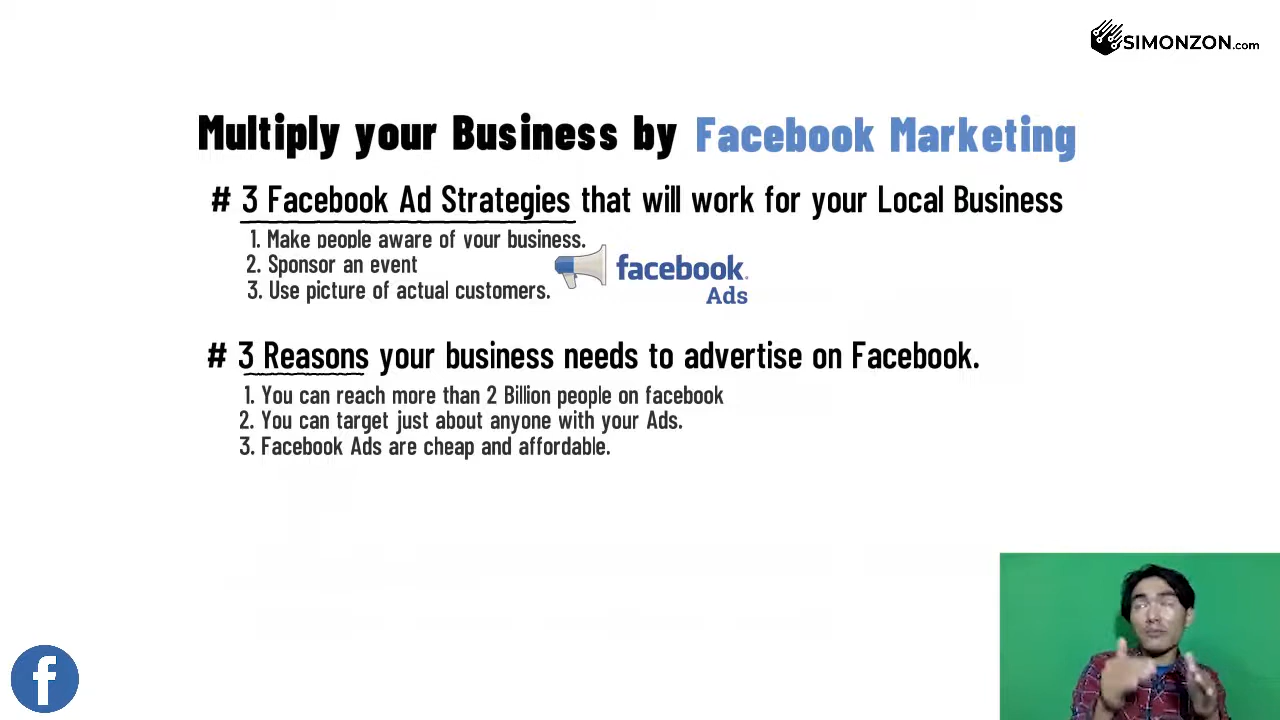 SIMONZON.com
Multiply your Business by Facebook Marketing
# 3 Facebook Ad Strategies that will work for your Local Business
1. Make people aware of your business.
2. Sponsor an event
3. Use picture of actual customers.
facebook
Ads
# 3 Reasons your business needs to advertise on Facebook.
1. You can reach more than 2 Billion people on facebook
2. You can target just about anyone with your Ads.
3. Facebook Ads are cheap and affordable.
f